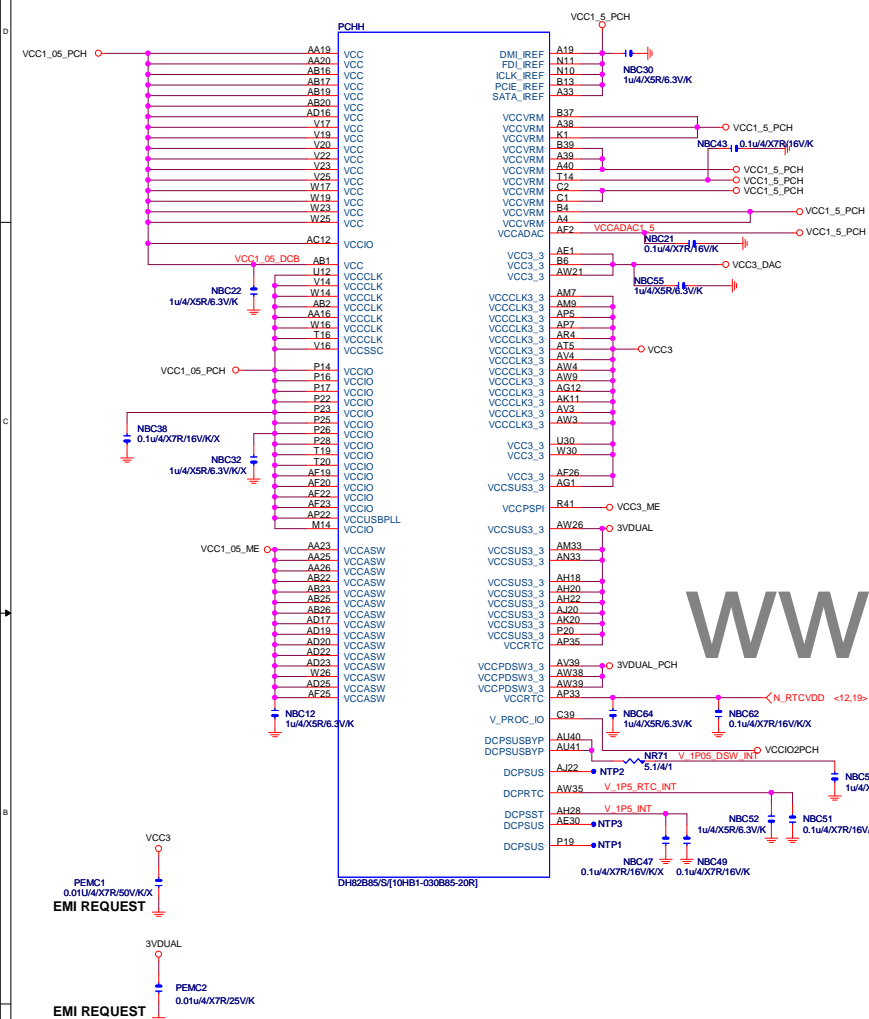 D
C
B
PCHH
VCC1_05_PCH
AA19 VCC
AA20 VCC
AB16 VCC
AB17 VCC
AB19 VCC
AB20 VCC
AD16 VCC
V17 VCC
V19 VCC
V20 VCC
V22 VCC
V23 VCC
V25 VCC
W17 VCC
W19 VCC
W23 VCC
W25 VCC
AC12 VCCIO
VCC1_05_DCB AB1 VCC
U12 VCCCLK
V14 VCCCLK
W14 VCCCLK
AB2 VCCCLK
AA16 VCCCLK
W16 VCCCLK
T16 VCCCLK
V16 VCCSSC
NBC22
1u/4/X5R/6.3V/K
VCC1_05_PCH
P14 VCCIO
P16 VCCIO
P17 VCCIO
P22 VCCIO
P23 VCCIO
P25 VCCIO
P26 VCCIO
P28 VCCIO
T19 VCCIO
T20 VCCIO
AF19 VCCIO
AF20 VCCIO
AF22 VCCIO
AF23 VCCIO
AP22 VCCUSBPLL
M14 VCCIO
NBC38
0.1u/4/X7R/16V/K/X
NBC32
1u/4/X5R/6.3V/K/X
VCC1_05_ME
AA23 VCCASW
AA25 VCCASW
AA26 VCCASW
AB22 VCCASW
AB23 VCCASW
AB25 VCCASW
AB26 VCCASW
AD17 VCCASW
AD19 VCCASW
AD20 VCCASW
AD22 VCCASW
AD23 VCCASW
W26 VCCASW
AD25 VCCASW
AF25 VCCASW
NBC12
1u/4/X5R/6.3V/K
VCC1_5_PCH
DMI_IREF A19
FDI_IREF N11
ICLK_IREF N10
PCIE_IREF B13
SATA_IREF A33
NBC30
1u/4/X5R/6.3V/K
VCCVRM B37
VCCVRM A38
VCCVRM K1
VCCVRM B39
VCCVRM A39
VCCVRM A40
VCCVRM T14
VCCVRM C2
VCCVRM C1
VCCVRM B4
VCCVRM A4
VCCADAC AF2 VCCADAC1_5
VCC1_5_PCH
NBC43 0.1u/4/X7R/16V/K
VCC1_5_PCH
VCC1_5_PCH
VCC1_5_PCH
VCC1_5_PCH
VCC1_5_PCH
NBC21
0.1u/4/X7R/16V/K
VCC3_3 AE1
VCC3_3 B6
VCC3_3 AW21
VCC3_DAC
NBC55
1u/4/X5R/6.3V/K
VCCCLK3_3 AM7
VCCCLK3_3 AM9
VCCCLK3_3 AP5
VCCCLK3_3 AP7
VCCCLK3_3 AR4
VCCCLK3_3 AT5
VCCCLK3_3 AV4
VCCCLK3_3 AW4
VCCCLK3_3 AW9
VCCCLK3_3 AG12
VCCCLK3_3 AK11
VCCCLK3_3 AV3
VCCCLK3_3 AW3
VCC3
VCC3_3 U30
VCC3_3 W30
VCC3_3 AF26
VCCSUS3_3 AG1
VCCPSPI R41 VCC3_ME
VCCSUS3_3 AW26 3VDUAL
VCCSUS3_3 AM33
VCCSUS3_3 AN33
VCCSUS3_3 AH18
VCCSUS3_3 AH20
VCCSUS3_3 AH22
VCCSUS3_3 AJ20
VCCSUS3_3 AK20
VCCSUS3_3 P20
VCCRTC AP35
VCCPDSW3_3 AV39 3VDUAL_PCH
VCCPDSW3_3 AW38
VCCPDSW3_3 AW39
VCCRTC AP33 N_RTCVDD <12,19>
NBC64
1u/4/X5R/6.3V/K
NBC62
0.1u/4/X7R/16V/K/X
V_PROC_IO C39 VCCIO2PCH
DCPSUSBYP AU40
DCPSUSBYP AU41
NR71 V_1P05_DSW_INT
5.1/4/1
NBC5
1u/4/X
DCPSUS AJ22 NTP2
DCPRTC AW35 V_1P5_RTC_INT
NBC52
1u/4/X5R/6.3V/K
NBC51
0.1u/4/X7R/16V/
DCPSST AH28 V_1P5_INT
DCPSUS AE30 NTP3
DCPSUS P19 NTP1
NBC47
0.1u/4/X7R/16V/K/X
NBC49
0.1u/4/X7R/16V/K
DH82B85/S/[10HB1-030B85-20R]
WW
VCC3
PEMC1
0.01U/4/X7R/50V/K/X
EMI REQUEST
3VDUAL
PEMC2
0.01u/4/X7R/25V/K
EMI REQUEST